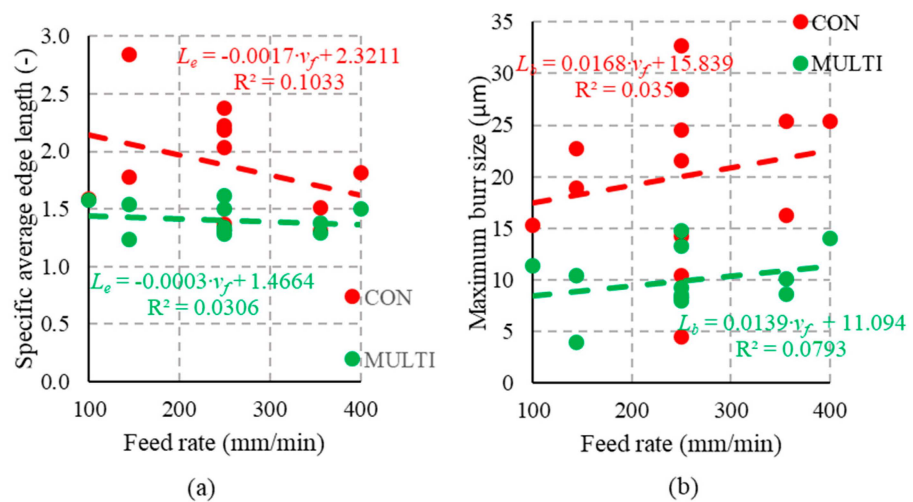 3.0
2.5
2.0
1.5
1.0
0.5
0.0
Specific average edge length (-)
Le = -0.0017·vf + 2.3211
R² = 0.1033
Le = -0.0003·vf + 1.4664
R² = 0.0306
CON
MULTI
100 200 300 400
Feed rate (mm/min)
(a)
35
30
25
20
15
10
5
0
Maximum burr size (µm)
CON
MULTI
Lb = 0.0168·vf + 15.839
R² = 0.035
Lb = 0.0139·vf + 11.094
R² = 0.0793
100 200 300 400
Feed rate (mm/min)
(b)